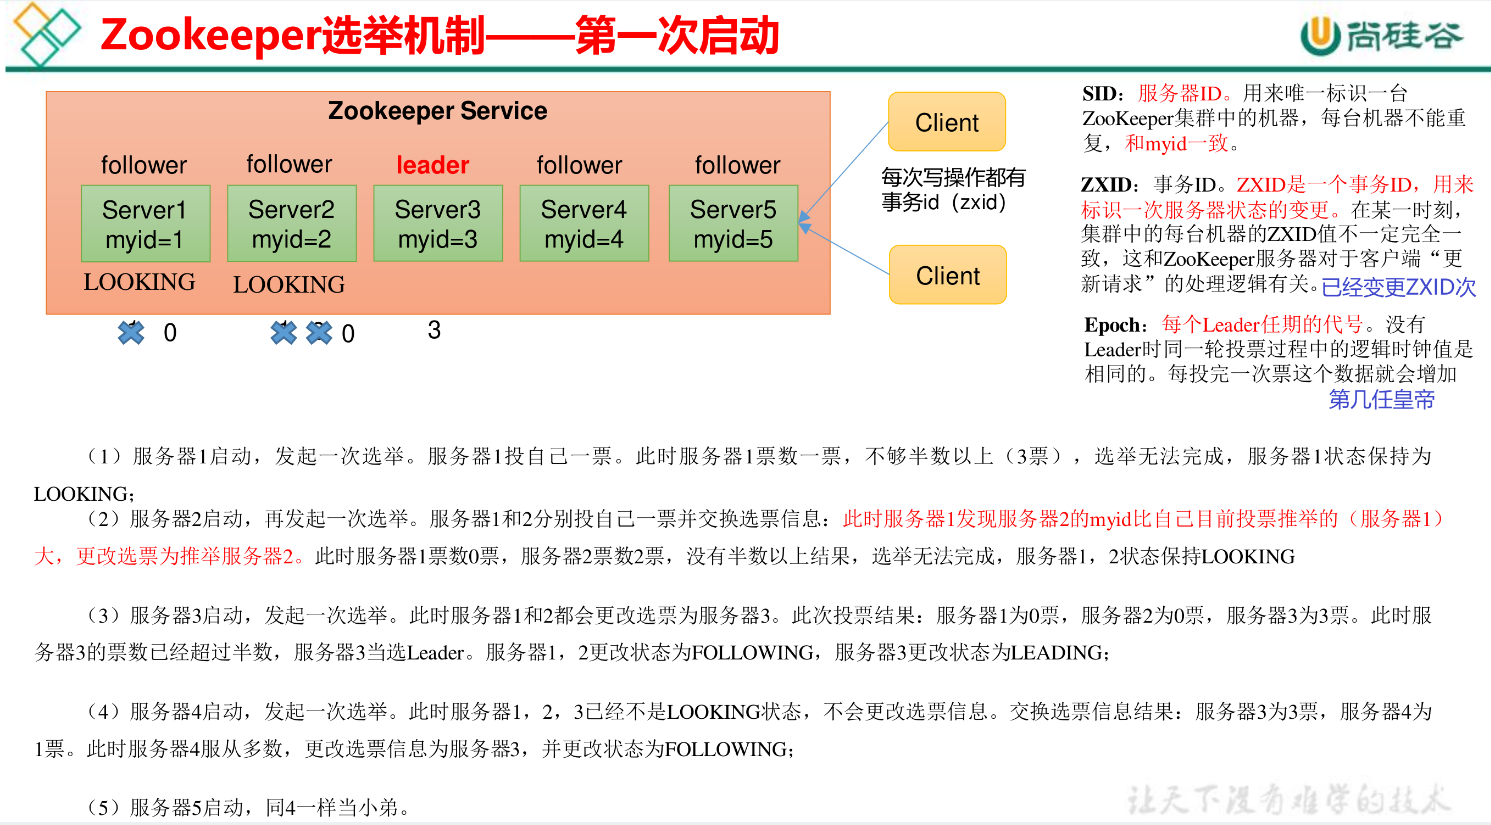 Zookeeper选举机制——第一次启动
尚硅谷
Zookeeper Service
follower
follower
leader
follower
follower
Server1
myid=1
Server2
myid=2
Server3
myid=3
Server4
myid=4
Server5
myid=5
LOOKING
LOOKING
0
0
3
Client
每次写操作都有
事务id（zxid）
Client
SID：服务器ID。用来唯一标识一台
ZooKeeper集群中的机器，每台机器不能重
复，和myid一致。
ZXID：事务ID。ZXID是一个事务ID，用来
标识一次服务器状态的变更。在某一时刻，
集群中的每台机器的ZXID值不一定完全一
致，这和ZooKeeper服务器对于客户端“更
新请求”的处理逻辑有关。已经变更ZXID次
Epoch：每个Leader任期的代号。没有
Leader时同一轮投票过程中的逻辑时钟值是
相同的。每投完一次票这个数据就会增加
第几任皇帝
（1）服务器1启动，发起一次选举。服务器1投自己一票。此时服务器1票数一票，不够半数以上（3票），选举无法完成，服务器1状态保持为
LOOKING；
（2）服务器2启动，再发起一次选举。服务器1和2分别投自己一票并交换选票信息：此时服务器1发现服务器2的myid比自己目前投票推举的（服务器1）
大，更改选票为推举服务器2。此时服务器1票数0票，服务器2票数2票，没有半数以上结果，选举无法完成，服务器1，2状态保持LOOKING
（3）服务器3启动，发起一次选举。此时服务器1和2都会更改选票为服务器3。此次投票结果：服务器1为0票，服务器2为0票，服务器3为3票。此时服
务器3的票数已经超过半数，服务器3当选Leader。服务器1，2更改状态为FOLLOWING，服务器3更改状态为LEADING；
（4）服务器4启动，发起一次选举。此时服务器1，2，3已经不是LOOKING状态，不会更改选票信息。交换选票信息结果：服务器3为3票，服务器4为
1票。此时服务器4服从多数，更改选票信息为服务器3，并更改状态为FOLLOWING；
（5）服务器5启动，同4一样当小弟。
让天下没有难学的技术